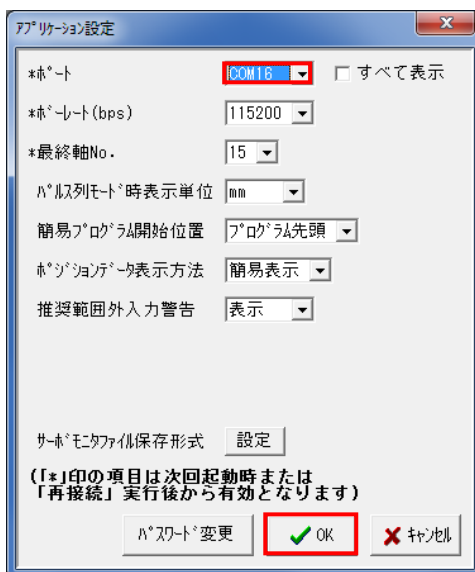 ｱﾌﾟﾘｹｰｼｮﾝ設定
*ﾎﾟｰﾄ COM16 すべて表示
*ﾎﾞｰﾚｰﾄ(bps) 115200
*最終軸No. 15
ﾊﾟﾙｽ列ﾓｰﾄﾞ時表示単位 mm
簡易ﾌﾟﾛｸﾞﾗﾑ開始位置 ﾌﾟﾛｸﾞﾗﾑ先頭
ﾎﾟｼﾞｼｮﾝﾃﾞｰﾀ表示方法 簡易表示
推奨範囲外入力警告 表示
ｻｰﾎﾞﾓﾆﾀﾌｧｲﾙ保存形式 設定
(｢*｣印の項目は次回起動時または
｢再接続｣実行後から有効となります)
ﾊﾟｽﾜｰﾄﾞ変更 OK ｷｬﾝｾﾙ